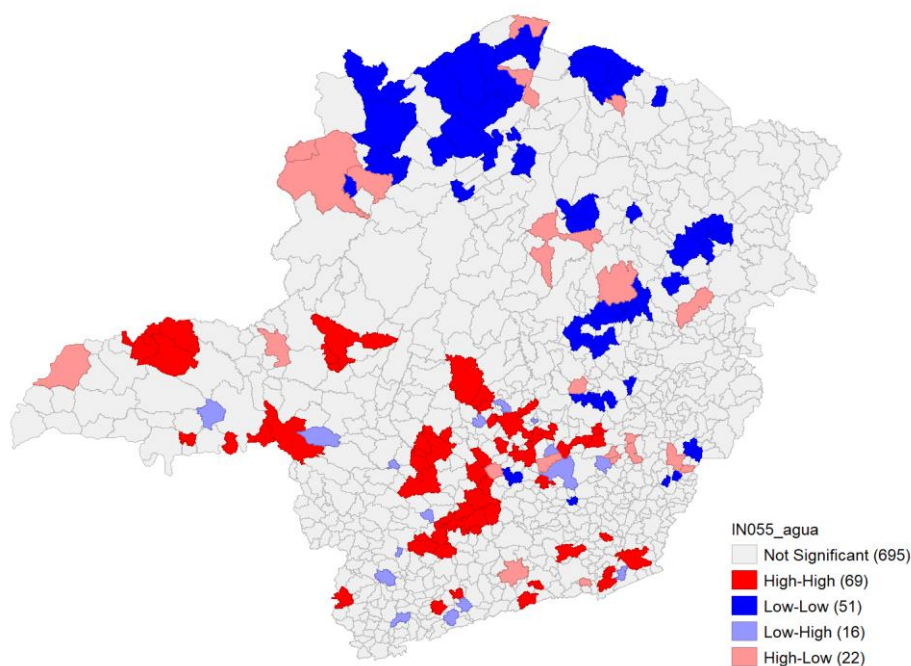 IN055_agua
Not Significant (695)
High-High (69)
Low-Low (51)
Low-High (16)
High-Low (22)